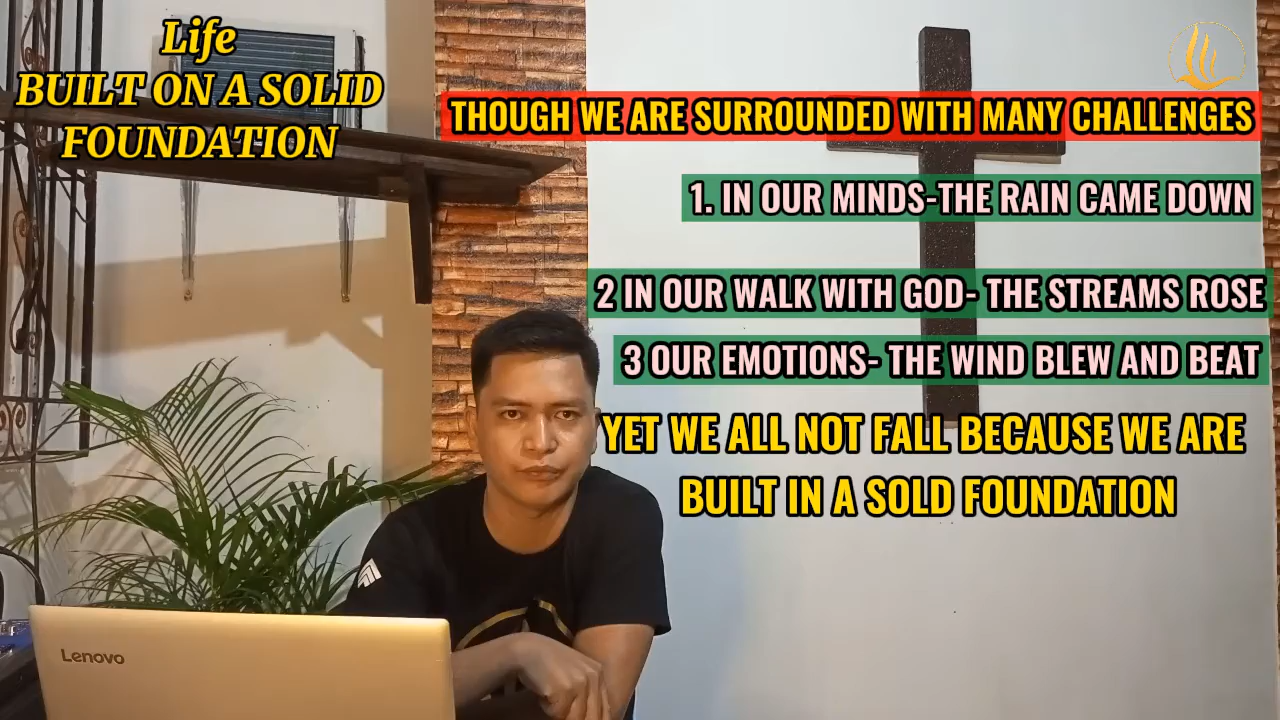 Life
BUILT ON A SOLID
FOUNDATION
THOUGH WE ARE SURROUNDED WITH MANY CHALLENGES
1. IN OUR MINDS-THE RAIN CAME DOWN
2 IN OUR WALK WITH GOD- THE STREAMS ROSE
3 OUR EMOTIONS- THE WIND BLEW AND BEAT
YET WE ALL NOT FALL BECAUSE WE ARE
BUILT IN A SOLD FOUNDATION
Lenovo